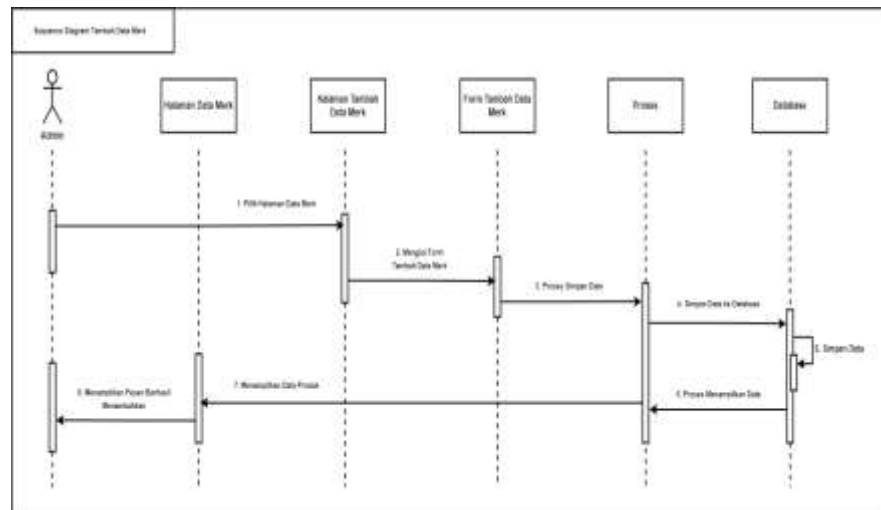 Sequence Diagram Tambah Data Merk
Admin
Halaman Data Merk
Halaman Tambah
Data Merk
Form Tambah Data
Merk
Proses
Database
1. Pilih Halaman Data Merk
2. Mengisi Form
Tambah Data Merk
3. Proses Simpan Data
4. Simpan Data ke Database
5. Simpan Data
6. Proses Menampilkan Data
7. Menampilkan Data Produk
8. Menampilkan Pesan Berhasil
Menambahkan